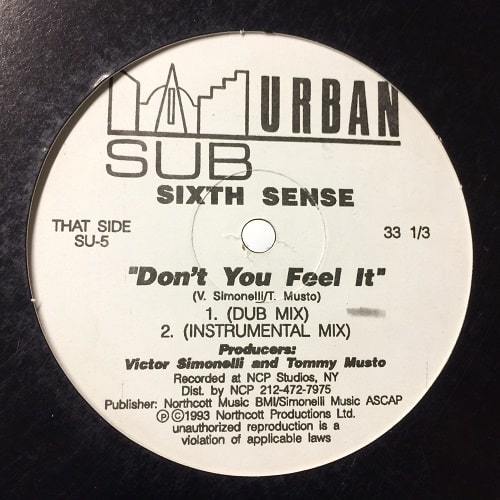 URBAN
SUB
SIXTH SENSE
THAT SIDE
SU-5
33 1/3
"Don't You Feel It"
(V. Simonelli/T. Musto)
1. (DUB MIX)
2. (INSTRUMENTAL MIX)
Producers:
Victor Simonelli and Tommy Musto
Recorded at NCP Studios, NY
Dist. by NCP 212-472-7975
Publisher: Northcott Music BMI/Simonelli Music ASCAP
Ⓟ©1993 Northcott Productions Ltd.
unauthorized reproduction is a
violation of applicable laws